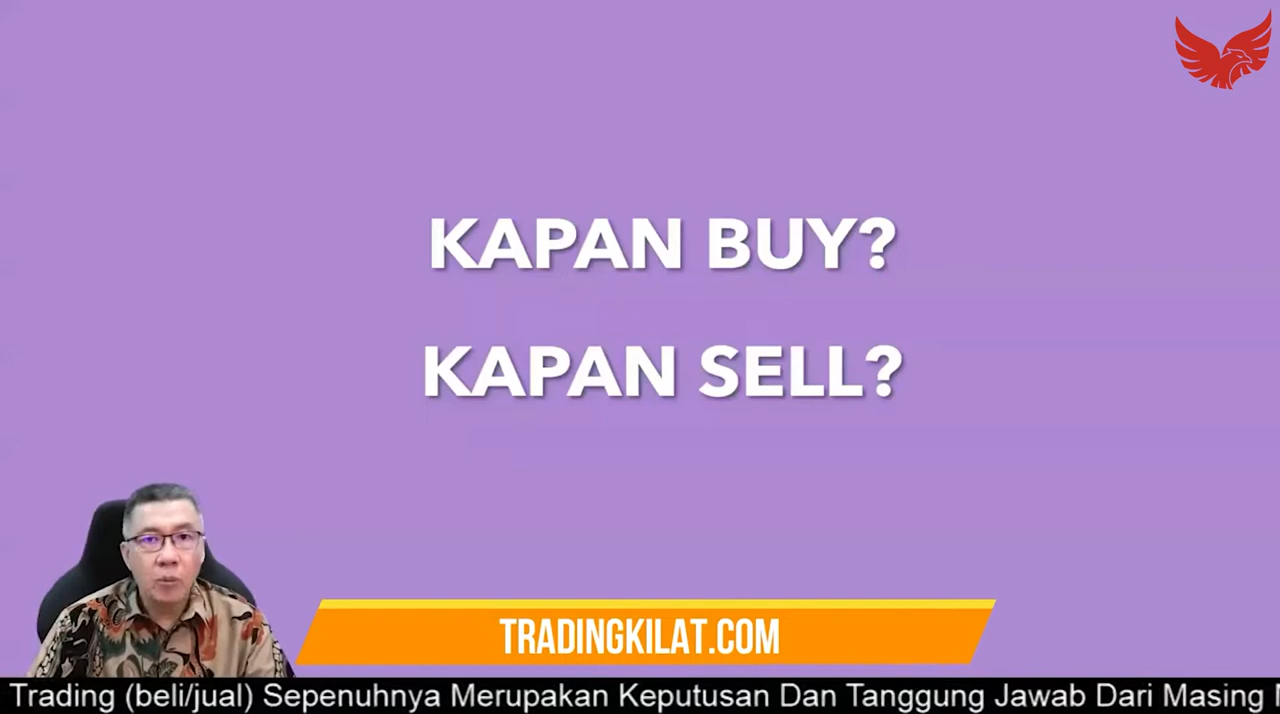 KAPAN BUY?
KAPAN SELL?
TRADINGKILAT.COM
Trading (beli/jual) Sepenuhnya Merupakan Keputusan Dan Tanggung Jawab Dari Masing